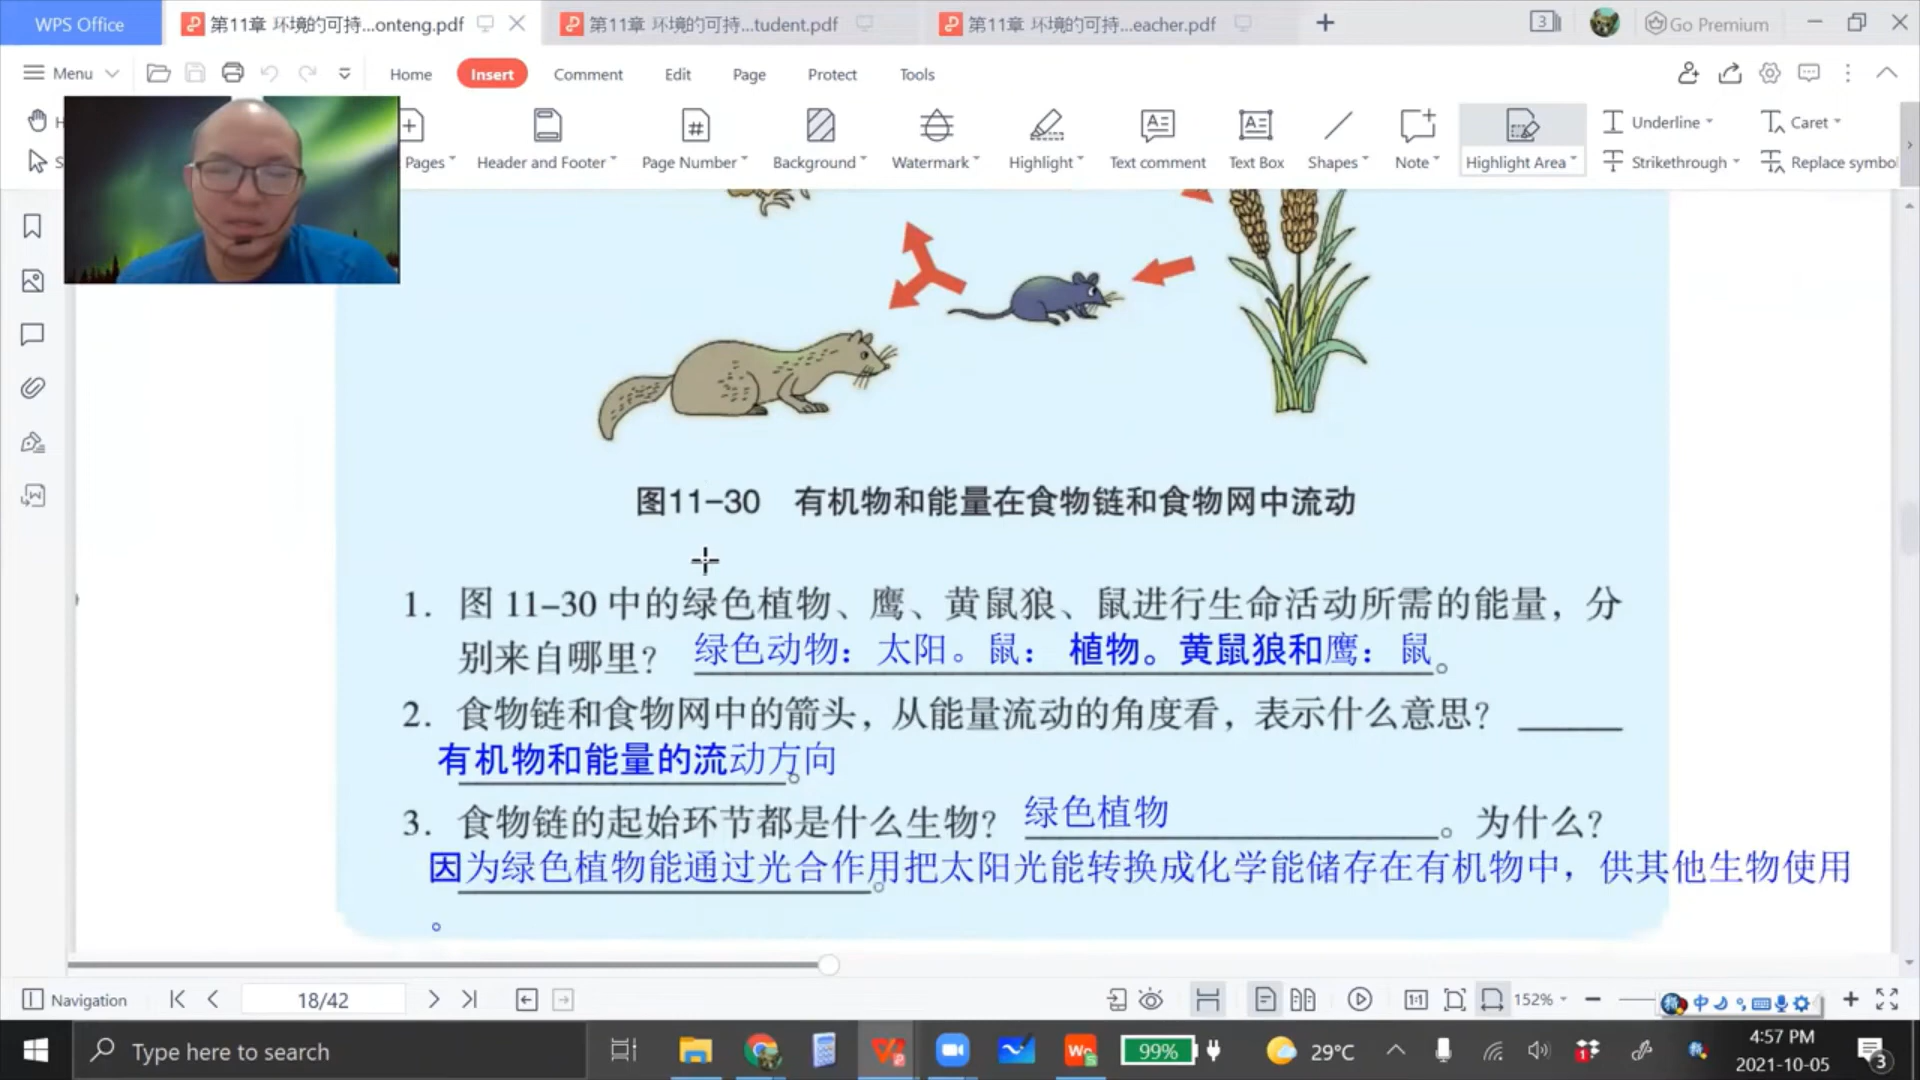 WPS Office
第11章 环境的可持...onteng.pdf
第11章 环境的可持...tudent.pdf
第11章 环境的可持...eacher.pdf
3
Go Premium
Menu
Home
Insert
Comment
Edit
Page
Protect
Tools
Pages
Header and Footer
Page Number
Background
Watermark
Highlight
Text comment
Text Box
Shapes
Note
Highlight Area
Underline
Strikethrough
Caret
Replace symbol
图11-30 有机物和能量在食物链和食物网中流动
1. 图 11-30 中的绿色植物、鹰、黄鼠狼、鼠进行生命活动所需的能量，分
别来自哪里？ 绿色动物：太阳。鼠： 植物。黄鼠狼和鹰：鼠。
2. 食物链和食物网中的箭头，从能量流动的角度看，表示什么意思？
有机物和能量的流动方向。
3. 食物链的起始环节都是什么生物？ 绿色植物。为什么？
因为绿色植物能通过光合作用把太阳光能转换成化学能储存在有机物中，供其他生物使用
。
Navigation
18/42
152%
中
Type here to search
99%
29°C
4:57 PM
2021-10-05
3